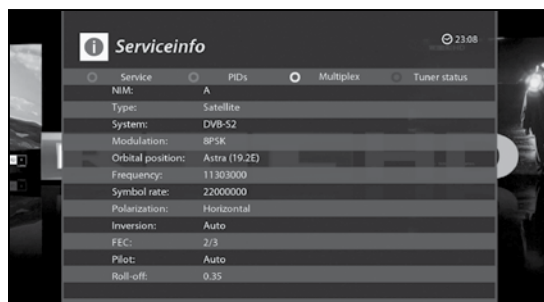 Serviceinfo
23:08
Service PIDs Multiplex Tuner status
NIM: A
Type: Satellite
System: DVB-S2
Modulation: 8PSK
Orbital position: Astra (19.2E)
Frequency: 11303000
Symbol rate: 22000000
Polarization: Horizontal
Inversion: Auto
FEC: 2/3
Pilot: Auto
Roll-off: 0.35